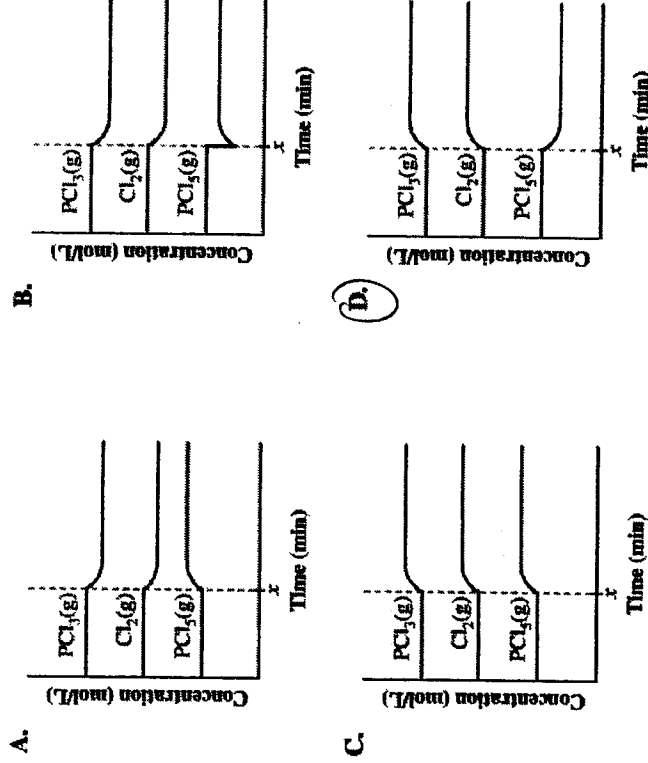 A.
Concentration (mol/L)
PCl₃(g)
Cl₂(g)
PCl₅(g)
x
Time (min)
B.
Concentration (mol/L)
PCl₃(g)
Cl₂(g)
PCl₅(g)
x
Time (min)
C.
Concentration (mol/L)
PCl₃(g)
Cl₂(g)
PCl₅(g)
x
Time (min)
D.
Concentration (mol/L)
PCl₃(g)
Cl₂(g)
PCl₅(g)
x
Time (min)